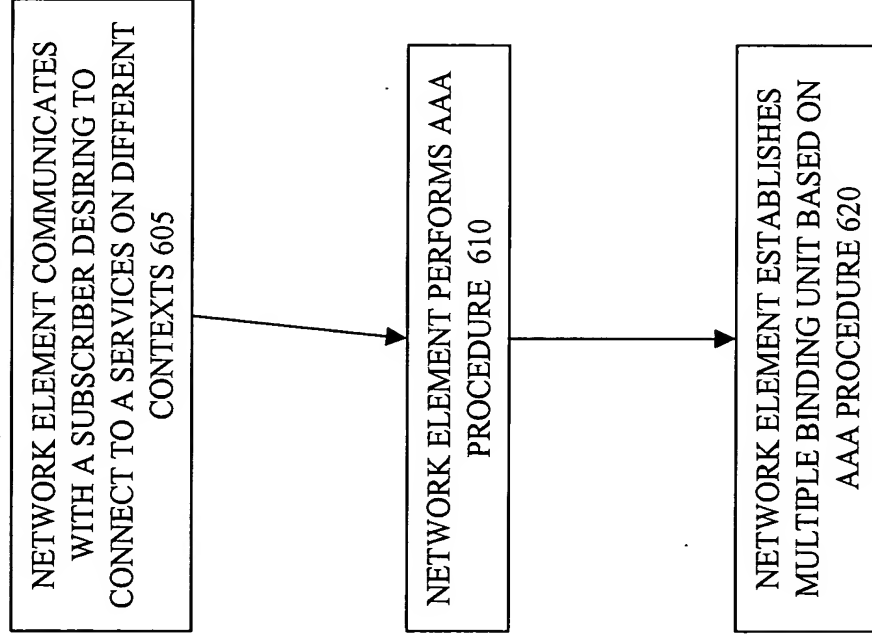 NETWORK ELEMENT COMMUNICATES
WITH A SUBSCRIBER DESIRING TO
CONNECT TO A SERVICES ON DIFFERENT
CONTEXTS 605
NETWORK ELEMENT PERFORMS AAA
PROCEDURE 610
NETWORK ELEMENT ESTABLISHES
MULTIPLE BINDING UNIT BASED ON
AAA PROCEDURE 620